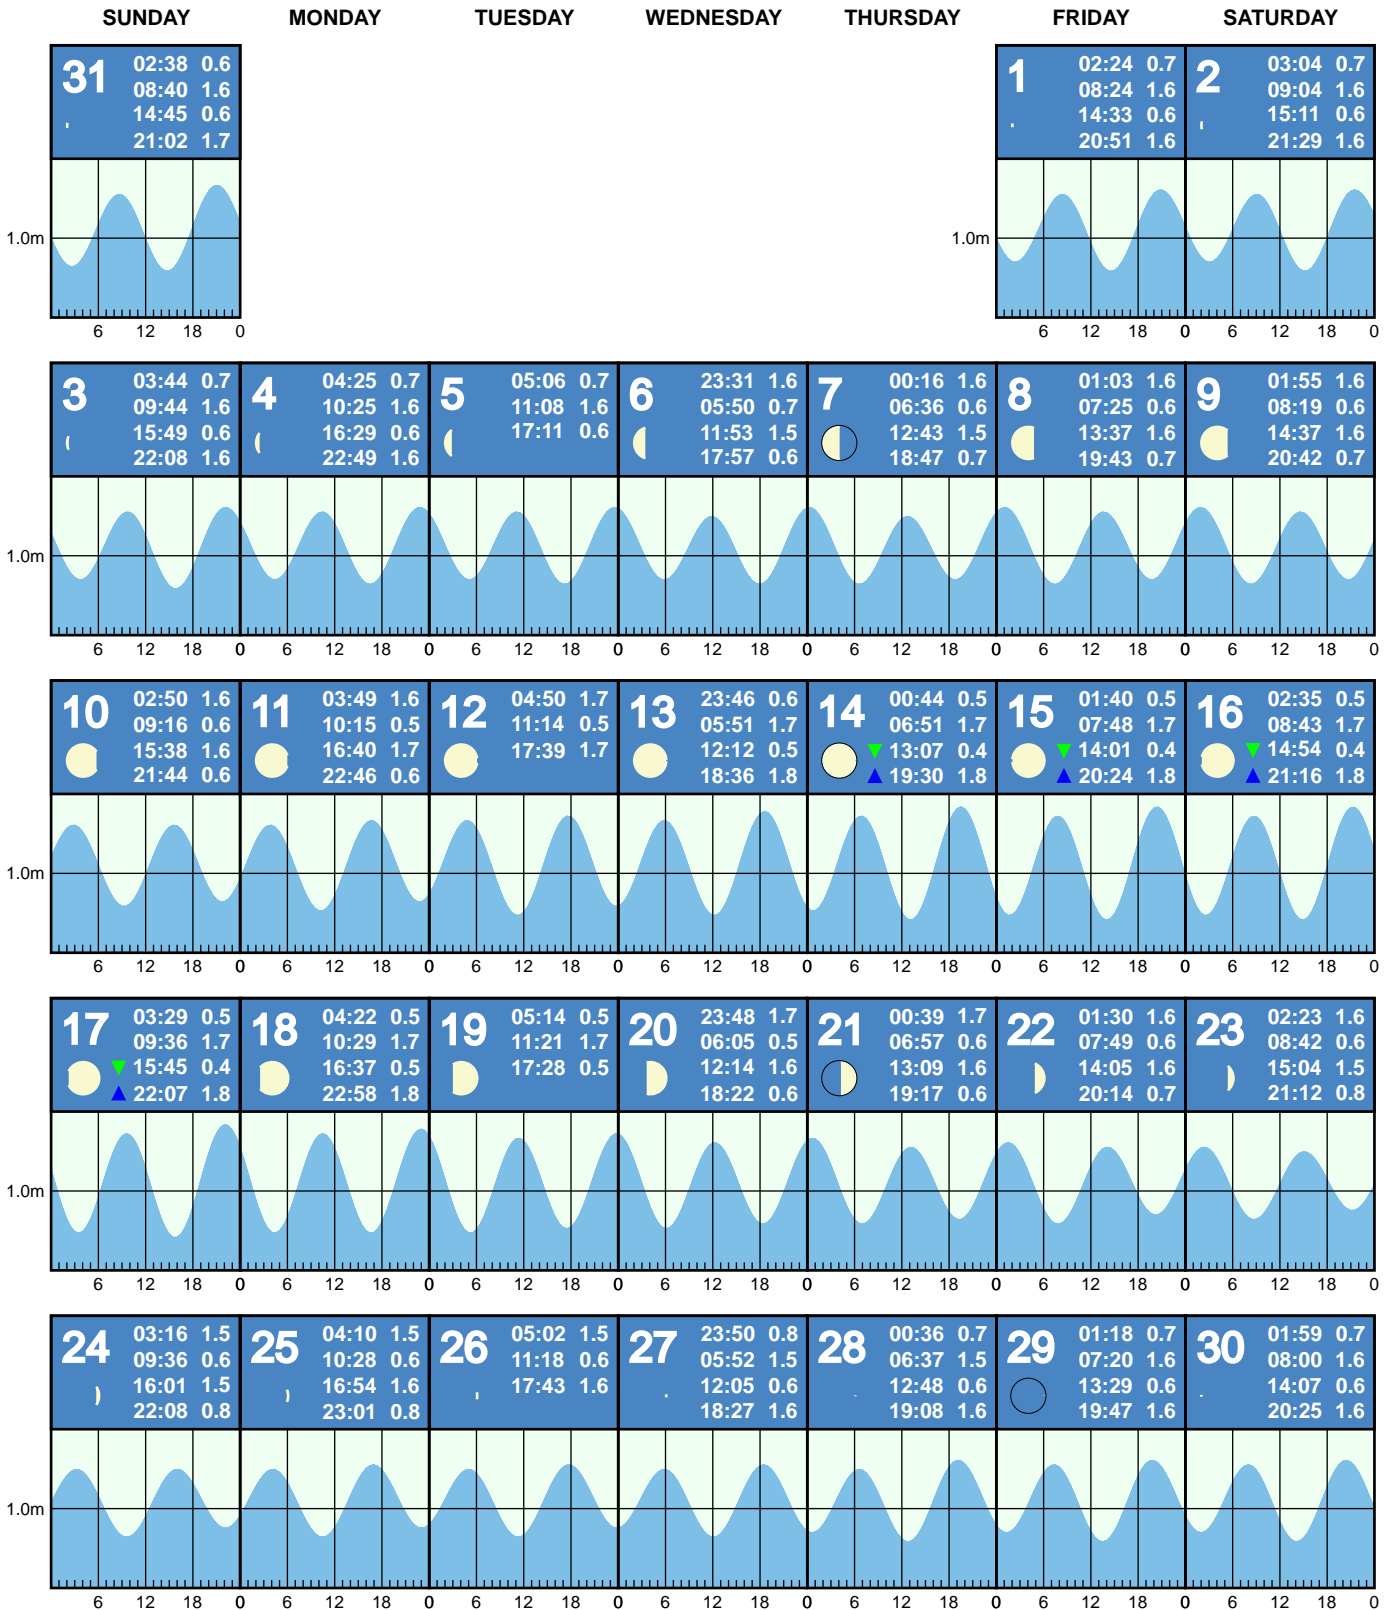 SUNDAY MONDAY TUESDAY WEDNESDAY THURSDAY FRIDAY SATURDAY
31 02:38 0.6
08:40 1.6
14:45 0.6
21:02 1.7
1 02:24 0.7
08:24 1.6
14:33 0.6
20:51 1.6
2 03:04 0.7
09:04 1.6
15:11 0.6
21:29 1.6
1.0m 1.0m
6 12 18 0 6 12 18 0 6 12 18 0
3 03:44 0.7
09:44 1.6
15:49 0.6
22:08 1.6
4 04:25 0.7
10:25 1.6
16:29 0.6
22:49 1.6
5 05:06 0.7
11:08 1.6
17:11 0.6
6 23:31 1.6
05:50 0.7
11:53 1.5
17:57 0.6
7 00:16 1.6
06:36 0.6
12:43 1.5
18:47 0.7
8 01:03 1.6
07:25 0.6
13:37 1.6
19:43 0.7
9 01:55 1.6
08:19 0.6
14:37 1.6
20:42 0.7
1.0m
6 12 18 0 6 12 18 0 6 12 18 0 6 12 18 0 6 12 18 0 6 12 18 0 6 12 18 0
10 02:50 1.6
09:16 0.6
15:38 1.6
21:44 0.6
11 03:49 1.6
10:15 0.5
16:40 1.7
22:46 0.6
12 04:50 1.7
11:14 0.5
17:39 1.7
13 23:46 0.6
05:51 1.7
12:12 0.5
18:36 1.8
14 00:44 0.5
06:51 1.7
13:07 0.4
19:30 1.8
15 01:40 0.5
07:48 1.7
14:01 0.4
20:24 1.8
16 02:35 0.5
08:43 1.7
14:54 0.4
21:16 1.8
1.0m
6 12 18 0 6 12 18 0 6 12 18 0 6 12 18 0 6 12 18 0 6 12 18 0 6 12 18 0
17 03:29 0.5
09:36 1.7
15:45 0.4
22:07 1.8
18 04:22 0.5
10:29 1.7
16:37 0.5
22:58 1.8
19 05:14 0.5
11:21 1.7
17:28 0.5
20 23:48 1.7
06:05 0.5
12:14 1.6
18:22 0.6
21 00:39 1.7
06:57 0.6
13:09 1.6
19:17 0.6
22 01:30 1.6
07:49 0.6
14:05 1.6
20:14 0.7
23 02:23 1.6
08:42 0.6
15:04 1.5
21:12 0.8
1.0m
6 12 18 0 6 12 18 0 6 12 18 0 6 12 18 0 6 12 18 0 6 12 18 0 6 12 18 0
24 03:16 1.5
09:36 0.6
16:01 1.5
22:08 0.8
25 04:10 1.5
10:28 0.6
16:54 1.6
23:01 0.8
26 05:02 1.5
11:18 0.6
17:43 1.6
27 23:50 0.8
05:52 1.5
12:05 0.6
18:27 1.6
28 00:36 0.7
06:37 1.5
12:48 0.6
19:08 1.6
29 01:18 0.7
07:20 1.6
13:29 0.6
19:47 1.6
30 01:59 0.7
08:00 1.6
14:07 0.6
20:25 1.6
1.0m
6 12 18 0 6 12 18 0 6 12 18 0 6 12 18 0 6 12 18 0 6 12 18 0 6 12 18 0